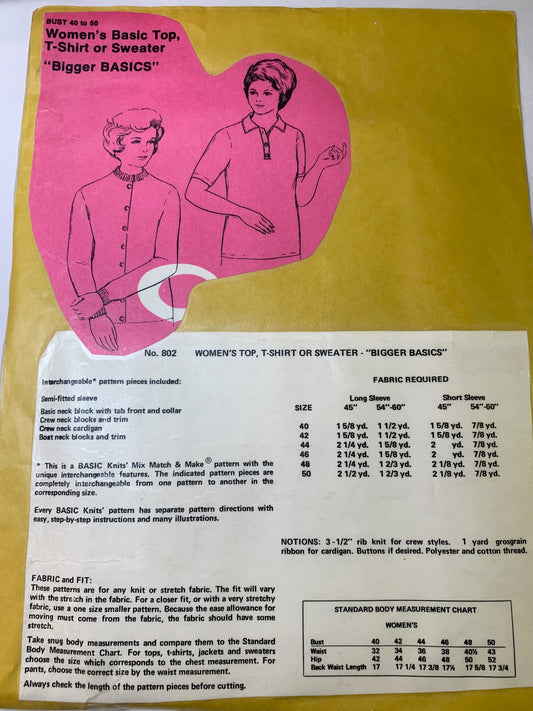 BUST 40 to 50
Women's Basic Top,
T-Shirt or Sweater
"Bigger BASICS"
No. 802 WOMEN'S TOP, T-SHIRT OR SWEATER - "BIGGER BASICS"
Interchangeable* pattern pieces included:
Semi-fitted sleeve
Basic neck block with tab front and collar
Crew neck blocks and trim
Crew neck cardigan
Boat neck blocks and trim
* This is a BASIC Knits' Mix Match & Make® pattern with the
unique interchangeable features. The indicated pattern pieces are
completely interchangeable from one pattern to another in the
corresponding size.
Every BASIC Knits' pattern has separate pattern directions with
easy, step-by-step instructions and many illustrations.
FABRIC REQUIRED
Long Sleeve Short Sleeve
SIZE 45" 54"-60" 45" 54"-60"
40 1 5/8 yd. 1 1/2 yd. 1 5/8 yd. 7/8 yd.
42 1 5/8 yd. 1 1/2 yd. 1 5/8 yd. 7/8 yd.
44 2 1/4 yd. 1 5/8 yd. 2 yd. 7/8 yd.
46 2 1/4 yd. 1 5/8 yd. 2 yd. 7/8 yd.
48 2 1/4 yd. 1 2/3 yd. 2 1/8 yd. 7/8 yd.
50 2 1/2 yd. 1 2/3 yd. 2 1/8 yd. 7/8 yd.
NOTIONS: 3-1/2" rib knit for crew styles. 1 yard grosgrain
ribbon for cardigan. Buttons if desired. Polyester and cotton thread.
FABRIC and FIT:
These patterns are for any knit or stretch fabric. The fit will vary
with the stretch in the fabric. For a closer fit, or with a very stretchy
fabric, use a one size smaller pattern. Because the ease allowance for
moving must come from the fabric, the fabric should have some
stretch.
Take snug body measurements and compare them to the Standard
Body Measurement Chart. For tops, t-shirts, jackets and sweaters
choose the size which corresponds to the chest measurement. For
pants, choose the correct size by the waist measurement.
Always check the length of the pattern pieces before cutting.
STANDARD BODY MEASUREMENT CHART
WOMEN'S
Bust 40 42 44 46 48 50
Waist 32 34 36 38 40½ 43
Hip 42 44 46 48 50 52
Back Waist Length 17 17 1/4 17 3/8 17½ 17 5/8 17 3/4